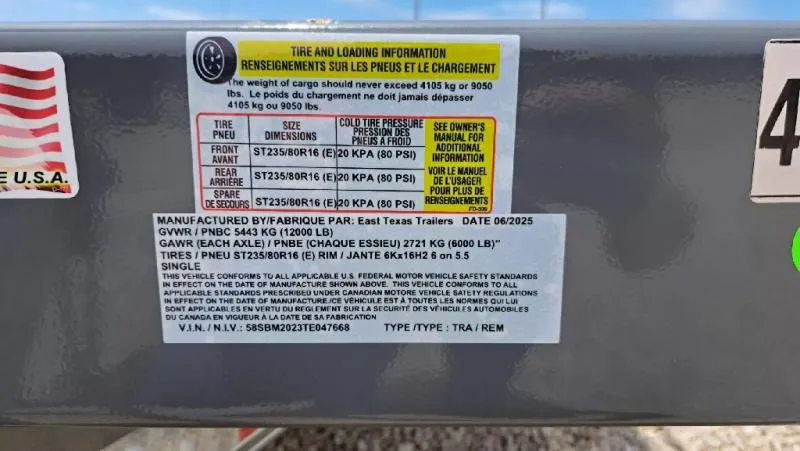 TIRE AND LOADING INFORMATION
RENSEIGNEMENTS SUR LES PNEUS ET LE CHARGEMENT
The weight of cargo should never exceed 4105 kg or 9050
lbs. Le poids du chargement ne doit jamais dépasser
4105 kg ou 9050 lbs.
TIRE PNEU SIZE DIMENSIONS COLD TIRE PRESSURE PRESSION DES PNEUS A FROID
FRONT AVANT ST235/80R16 (E) 20 KPA (80 PSI)
REAR ARRIÈRE ST235/80R16 (E) 20 KPA (80 PSI)
SPARE DE SECOURS ST235/80R16 (E) 20 KPA (80 PSI)
SEE OWNER'S
MANUAL FOR
ADDITIONAL
INFORMATION
VOIR LE MANUEL
DE L'USAGER
POUR PLUS DE
RENSEIGNEMENTS
MANUFACTURED BY/FABRIQUE PAR: East Texas Trailers DATE 06/2025
GVWR / PNBC 5443 KG (12000 LB)
GAWR (EACH AXLE) / PNBE (CHAQUE ESSIEU) 2721 KG (6000 LB)"
TIRES / PNEU ST235/80R16 (E) RIM / JANTE 6Kx16H2 6 on 5.5
SINGLE
THIS VEHICLE CONFORMS TO ALL APPLICABLE U.S. FEDERAL MOTOR VEHICLE SAFETY STANDARDS
IN EFFECT ON THE DATE OF MANUFACTURE SHOWN ABOVE. THIS VEHICLE CONFORMS TO ALL
APPLICABLE STANDARDS PRESCRIBED UNDER CANADIAN MOTORE VEHICLE SAFETY REGULATIONS
IN EFFECT ON THE DATE OF MANUFACTURE./CE VÉHICLE EST À TOUTES LES NORMES QUI LUI
SONT APPLICABLES EN VERTU DU REGLEMENT SUR LA SECURITÉ DES VÉHICULES AUTOMOBILES
DU CANADA EN VIGUEUR A LA DATE DE SA FABRICATION
V.I.N. / N.I.V.: 58SBM2023TE047668 TYPE /TYPE : TRA / REM
E U.S.A.
4